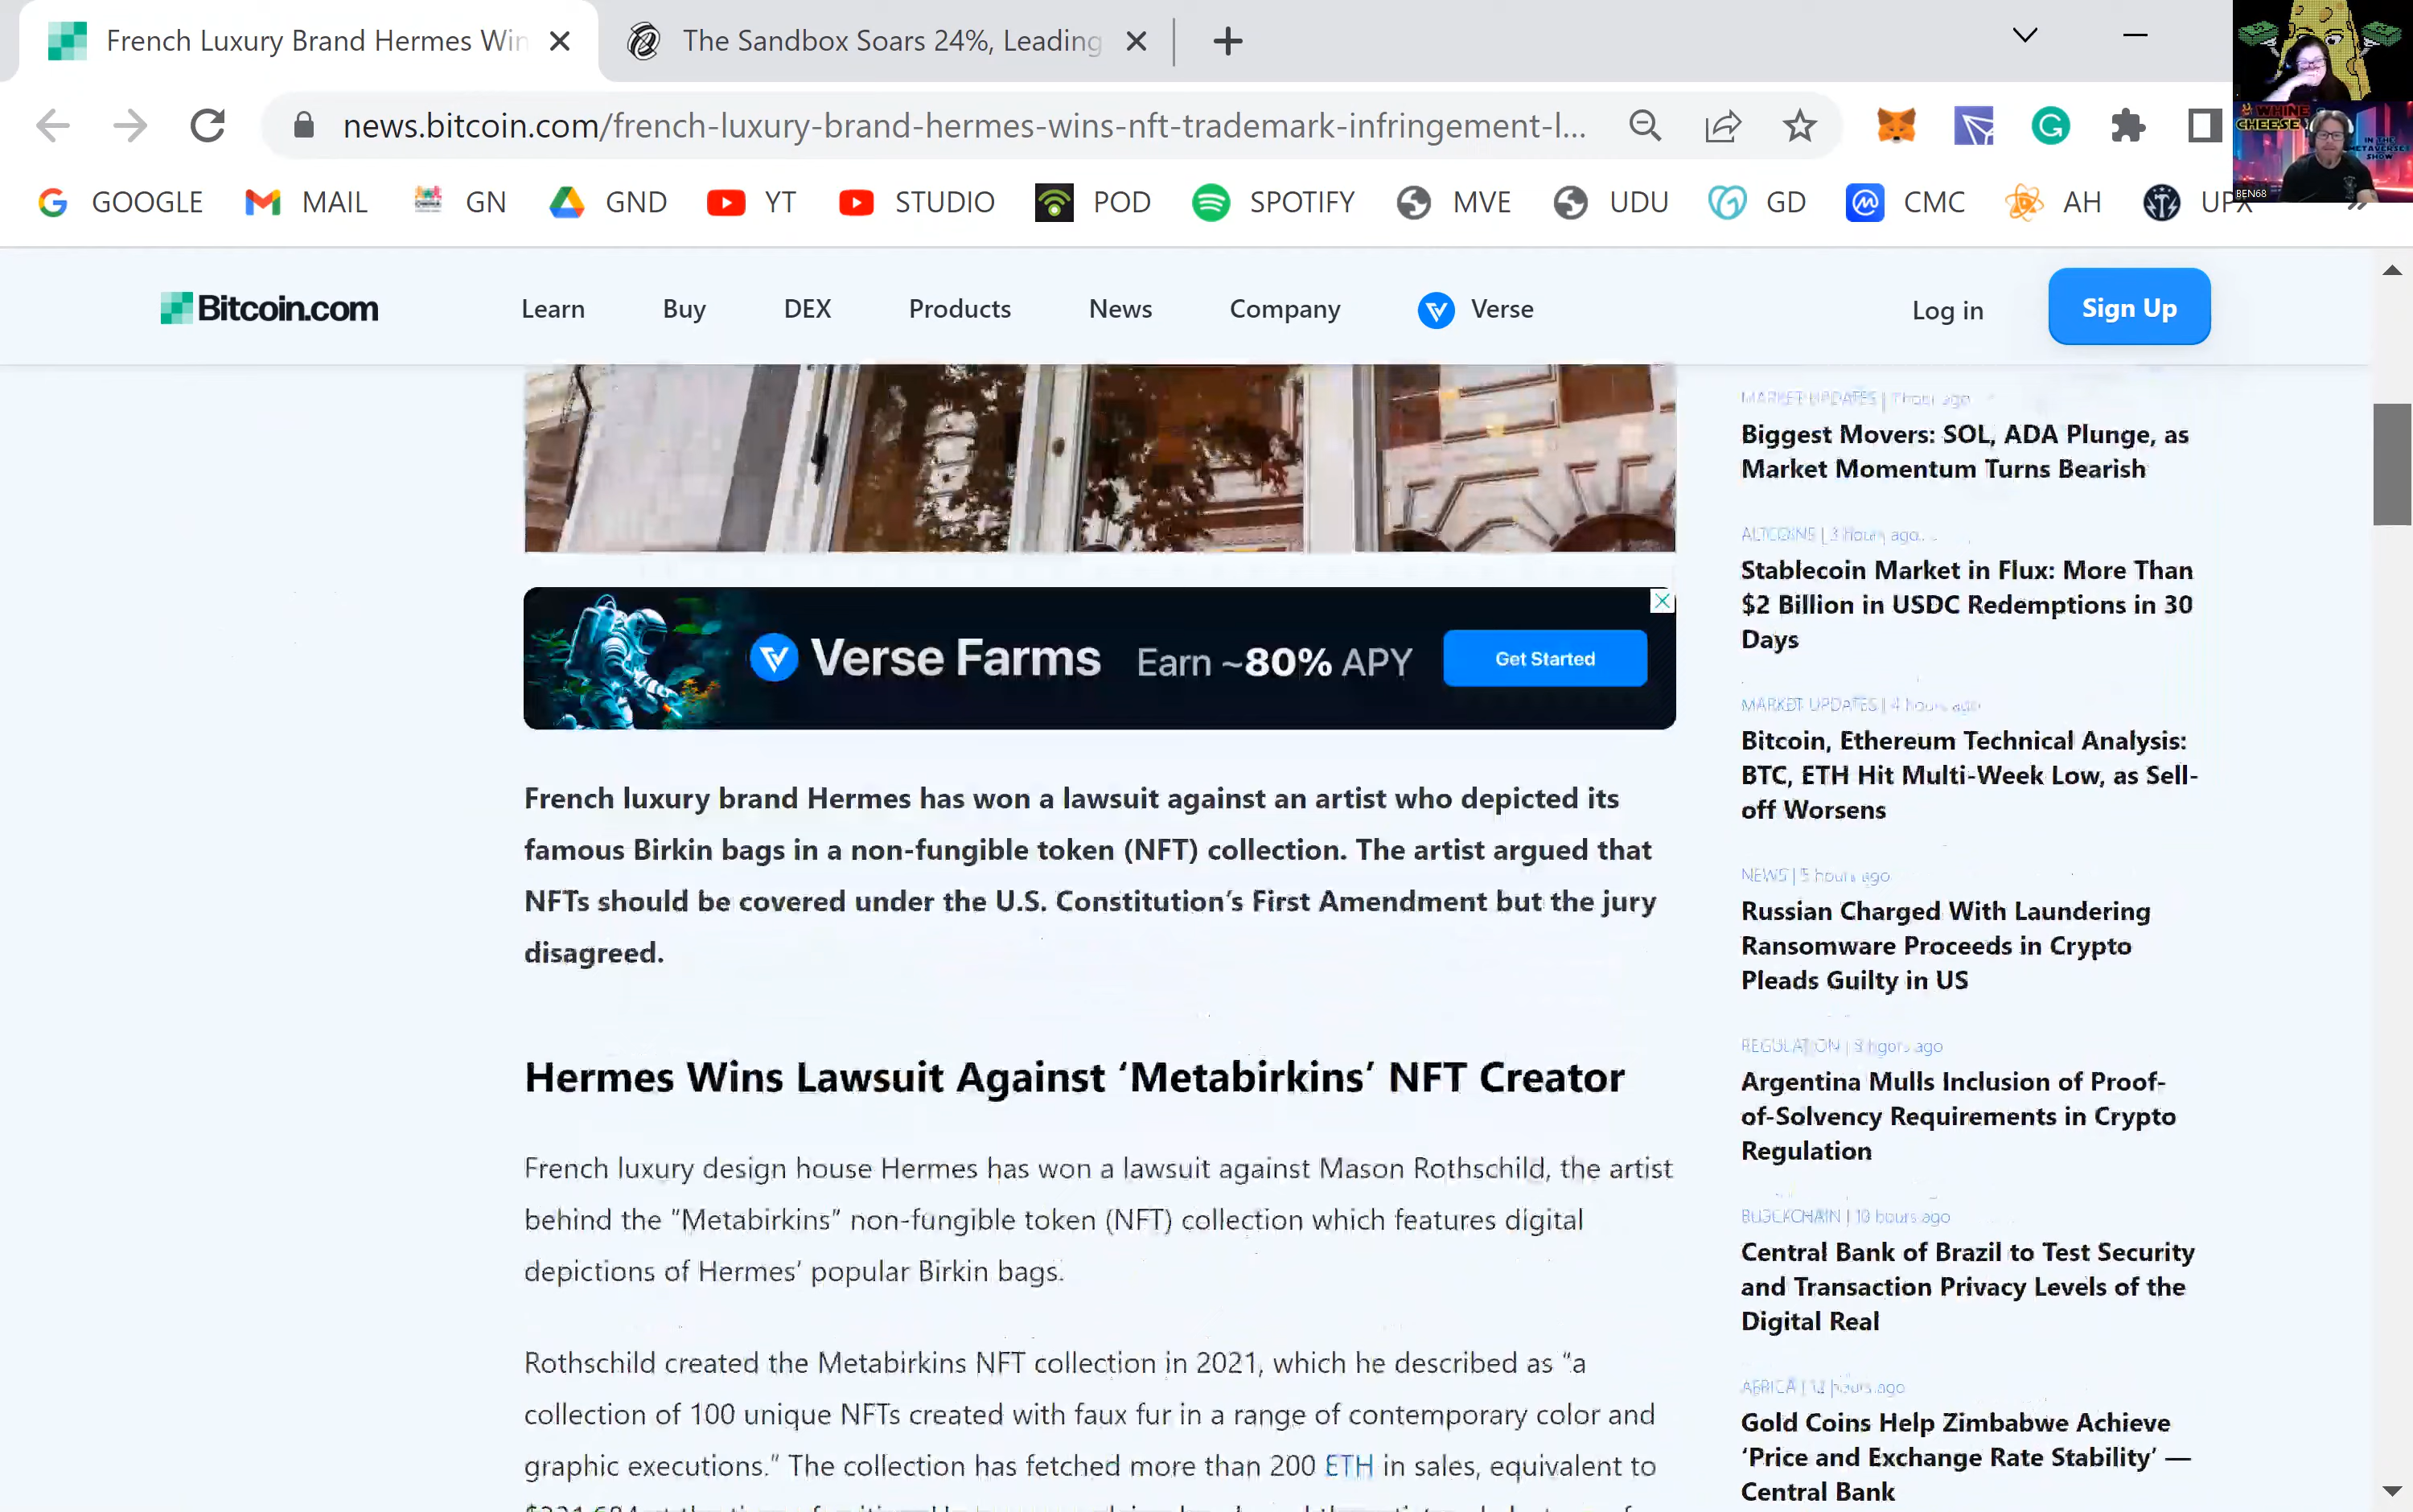 French Luxury Brand Hermes Win
The Sandbox Soars 24%, Leading
news.bitcoin.com/french-luxury-brand-hermes-wins-nft-trademark-infringement-l...
WHINE
CHEESE
IN THE
METAVERSE
SHOW
BEN68
GOOGLE MAIL GN GND YT STUDIO POD SPOTIFY MVE UDU GD CMC AH UPX »
Bitcoin.com Learn Buy DEX Products News Company Verse Log in Sign Up
Verse Farms Earn ~80% APY Get Started
French luxury brand Hermes has won a lawsuit against an artist who depicted its
famous Birkin bags in a non-fungible token (NFT) collection. The artist argued that
NFTs should be covered under the U.S. Constitution’s First Amendment but the jury
disagreed.
Hermes Wins Lawsuit Against ‘Metabirkins’ NFT Creator
French luxury design house Hermes has won a lawsuit against Mason Rothschild, the artist
behind the “Metabirkins” non-fungible token (NFT) collection which features digital
depictions of Hermes’ popular Birkin bags.
Rothschild created the Metabirkins NFT collection in 2021, which he described as “a
collection of 100 unique NFTs created with faux fur in a range of contemporary color and
graphic executions.” The collection has fetched more than 200 ETH in sales, equivalent to
MARKET UPDATES | 1 hour ago
Biggest Movers: SOL, ADA Plunge, as
Market Momentum Turns Bearish
ALTCOINS | 3 hours ago
Stablecoin Market in Flux: More Than
$2 Billion in USDC Redemptions in 30
Days
MARKET UPDATES | 4 hours ago
Bitcoin, Ethereum Technical Analysis:
BTC, ETH Hit Multi-Week Low, as Sell-
off Worsens
NEWS | 5 hours ago
Russian Charged With Laundering
Ransomware Proceeds in Crypto
Pleads Guilty in US
REGULATION | hours ago
Argentina Mulls Inclusion of Proof-
of-Solvency Requirements in Crypto
Regulation
BLOCKCHAIN | 10 hours ago
Central Bank of Brazil to Test Security
and Transaction Privacy Levels of the
Digital Real
AFRICA | 12 hours ago
Gold Coins Help Zimbabwe Achieve
‘Price and Exchange Rate Stability’ —
Central Bank